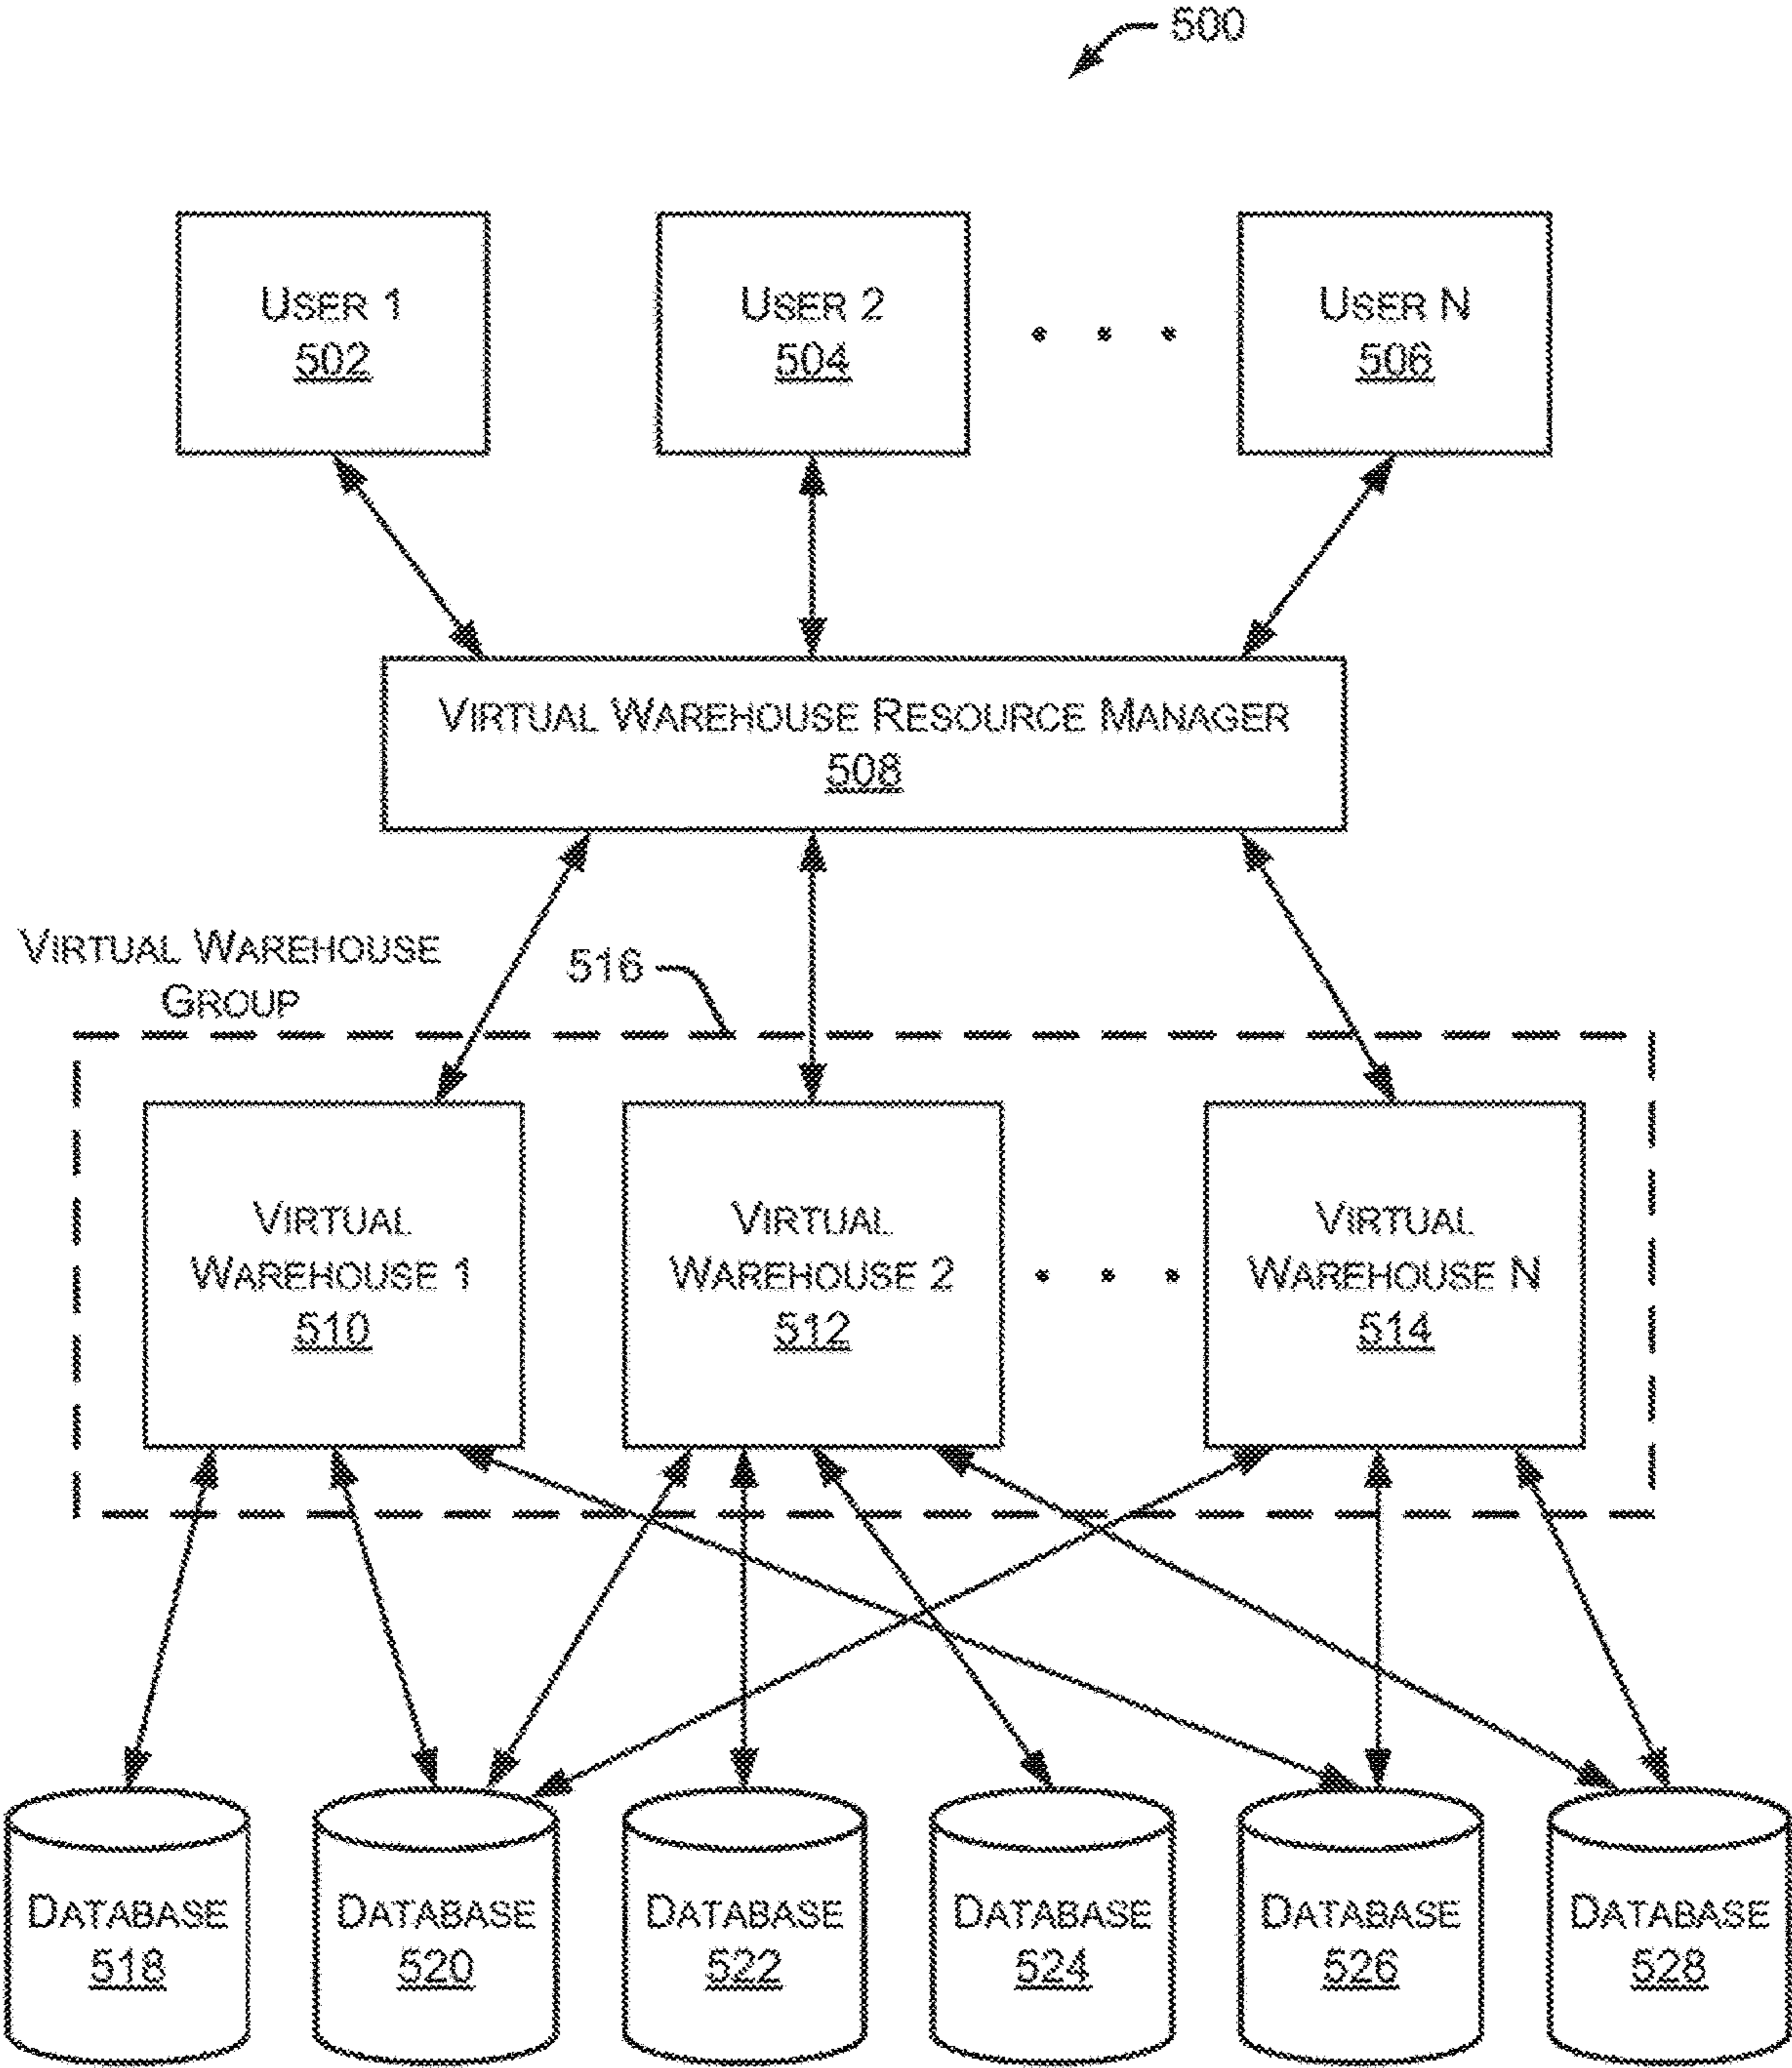 500
USER 1
502
USER 2
504
USER N
506
VIRTUAL WAREHOUSE RESOURCE MANAGER
508
VIRTUAL WAREHOUSE
GROUP
516
VIRTUAL
WAREHOUSE 1
510
VIRTUAL
WAREHOUSE 2
512
VIRTUAL
WAREHOUSE N
514
DATABASE
518
DATABASE
520
DATABASE
522
DATABASE
524
DATABASE
526
DATABASE
528